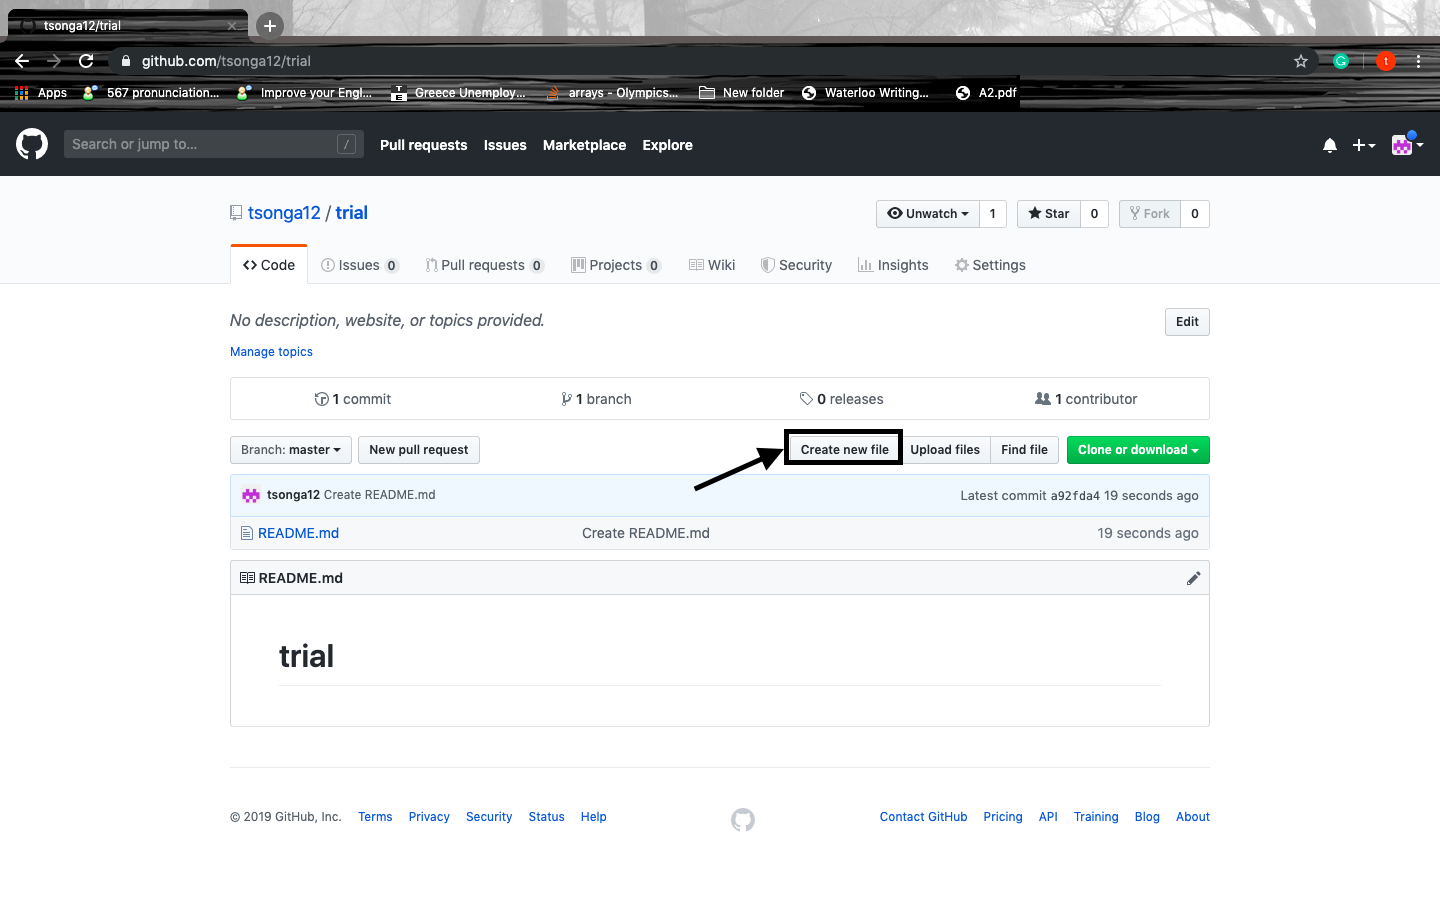 tsonga12/trial
github.com/tsonga12/trial
t
Apps 567 pronunciation... Improve your Engl... Greece Unemploy... arrays - Olympics... New folder Waterloo Writing... A2.pdf
Search or jump to... / Pull requests Issues Marketplace Explore
tsonga12 / trial Unwatch 1 Star 0 Fork 0
Code Issues 0 Pull requests 0 Projects 0 Wiki Security Insights Settings
No description, website, or topics provided. Edit
Manage topics
1 commit 1 branch 0 releases 1 contributor
Branch: master New pull request Create new file Upload files Find file Clone or download
tsonga12 Create README.md Latest commit a92fda4 19 seconds ago
README.md Create README.md 19 seconds ago
README.md
trial
© 2019 GitHub, Inc. Terms Privacy Security Status Help Contact GitHub Pricing API Training Blog About